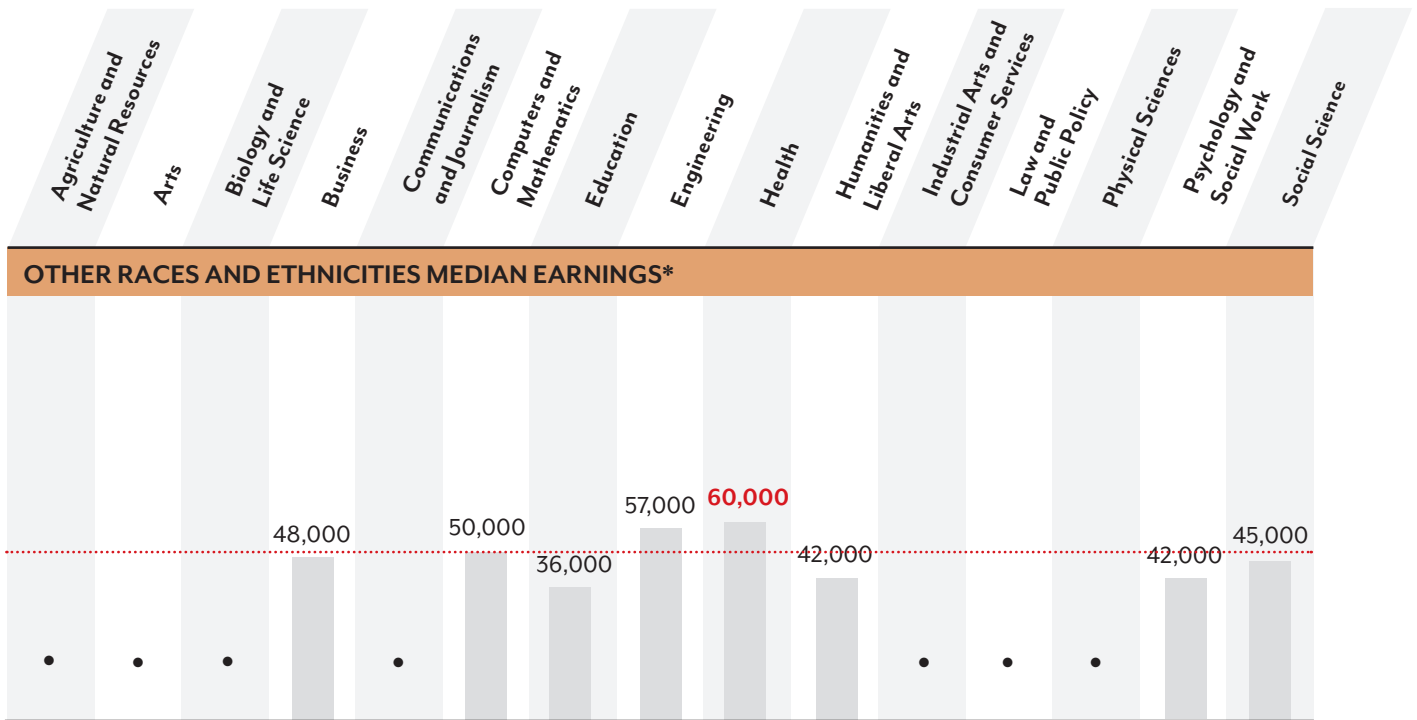 Agriculture and
Natural Resources
Arts
Biology and
Life Science
Business
Communications
and Journalism
Computers and
Mathematics
Education
Engineering
Health
Humanities and
Liberal Arts
Industrial Arts and
Consumer Services
Law and
Public Policy
Physical Sciences
Psychology and
Social Work
Social Science
OTHER RACES AND ETHNICITIES MEDIAN EARNINGS*
48,000
50,000
36,000
57,000
60,000
42,000
42,000
45,000